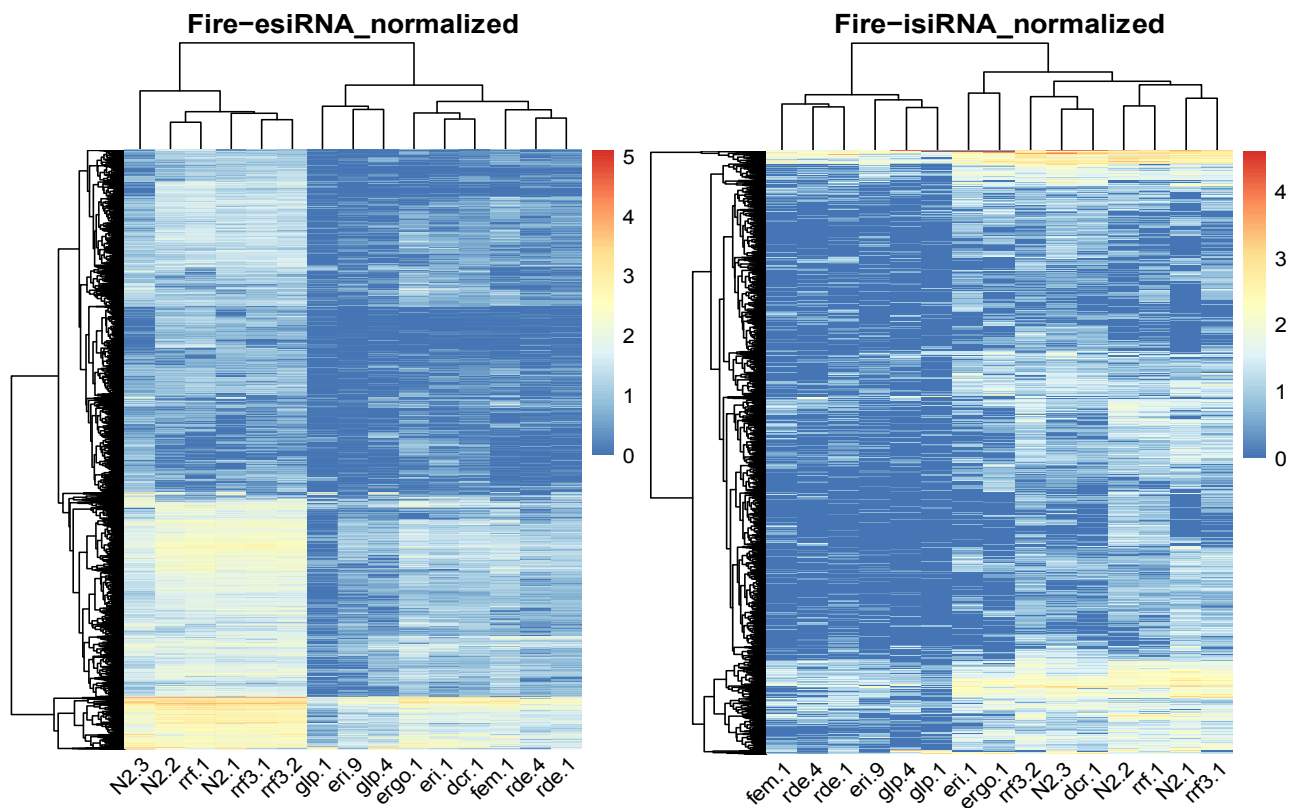 Fire−esiRNA_normalized
5
4
3
2
1
0
N2.3
N2.2
rrf.1
N2.1
rrf3.1
rrf3.2
glp.1
eri.9
glp.4
ergo.1
eri.1
dcr.1
fem.1
rde.4
rde.1
Fire−isiRNA_normalized
4
3
2
1
0
fem.1
rde.4
rde.1
eri.9
glp.4
glp.1
eri.1
ergo.1
rrf3.2
N2.3
dcr.1
N2.2
rrf.1
N2.1
rrf3.1